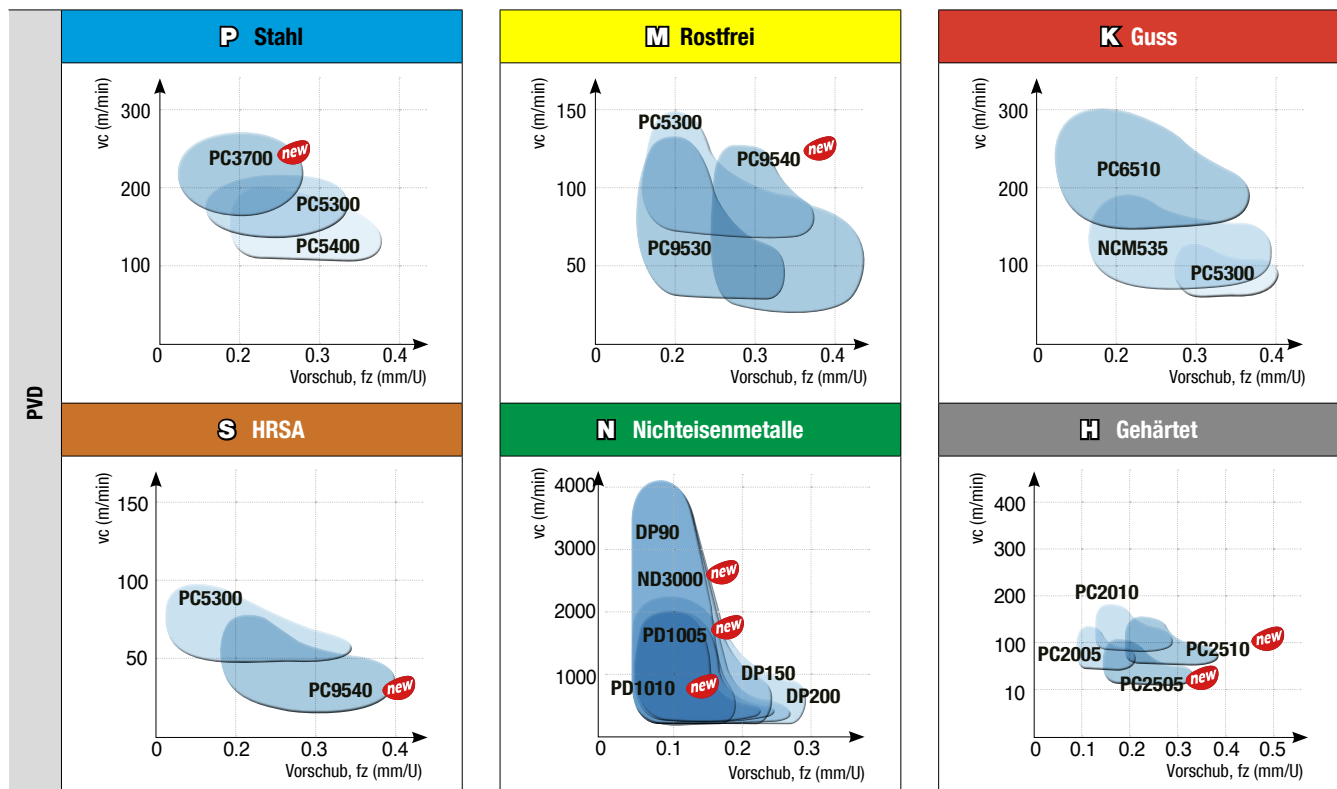 PVD
P Stahl
vc (m/min)
300
200
100
0
0.2
0.3
0.4
PC3700 new
PC5300
PC5400
Vorschub, fz (mm/U)
M Rostfrei
vc (m/min)
150
100
50
0
0.2
0.3
0.4
PC5300
PC9540 new
PC9530
Vorschub, fz (mm/U)
K Guss
vc (m/min)
300
200
100
0
0.2
0.3
0.4
PC6510
NCM535
PC5300
Vorschub, fz (mm/U)
S HRSA
vc (m/min)
150
100
50
0
0.2
0.3
0.4
PC5300
PC9540 new
Vorschub, fz (mm/U)
N Nichteisenmetalle
vc (m/min)
4000
3000
2000
1000
0
0.1
0.2
0.3
DP90
ND3000 new
PD1005 new
PD1010 new
DP150
DP200
Vorschub, fz (mm/U)
H Gehärtet
vc (m/min)
400
300
200
100
10
0
0.1
0.2
0.3
0.4
0.5
PC2010
PC2005
PC2510 new
PC2505 new
Vorschub, fz (mm/U)